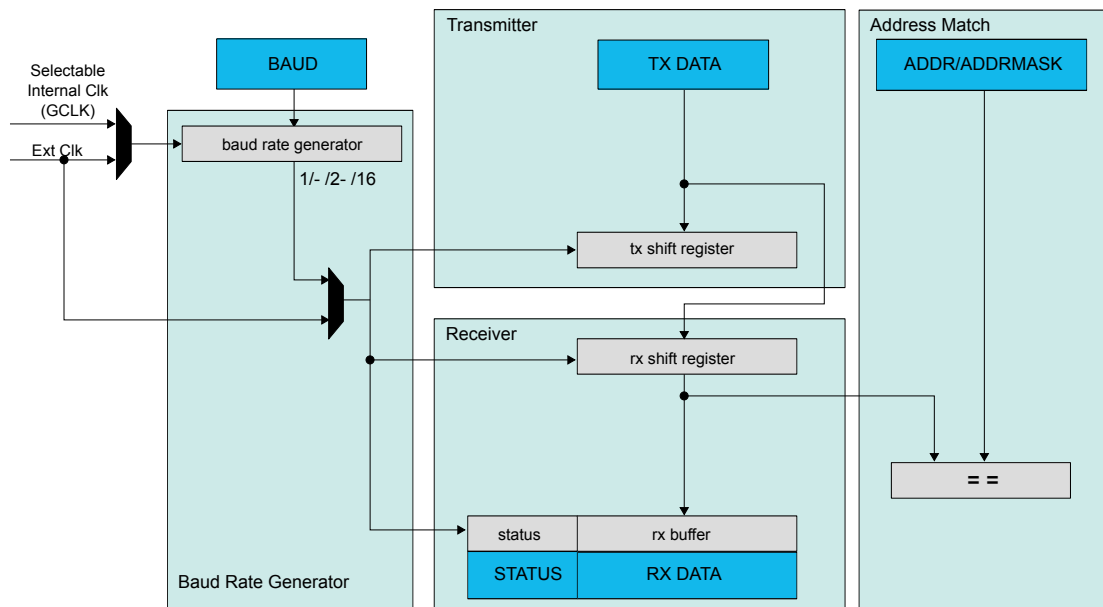 Transmitter
Address Match
BAUD
TX DATA
ADDR/ADDRMASK
Selectable
Internal Clk
(GCLK)
Ext Clk
baud rate generator
1/- /2- /16
tx shift register
Receiver
rx shift register
= =
status
rx buffer
STATUS
RX DATA
Baud Rate Generator